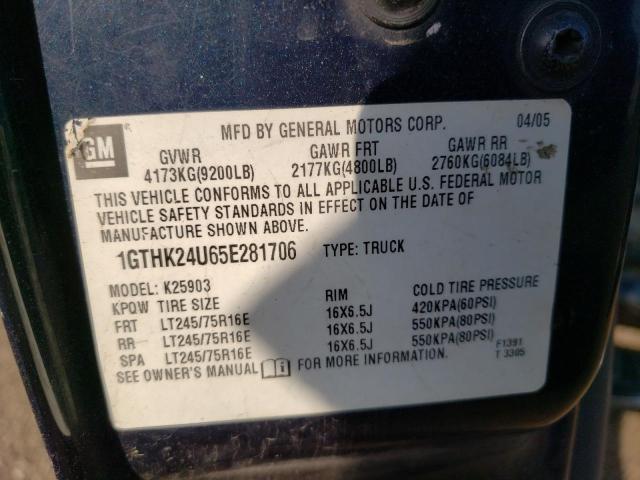 GM
MFD BY GENERAL MOTORS CORP. 04/05
GVWR GAWR FRT GAWR RR
4173KG(9200LB) 2177KG(4800LB) 2760KG(6084LB)
THIS VEHICLE CONFORMS TO ALL APPLICABLE U.S. FEDERAL MOTOR
VEHICLE SAFETY STANDARDS IN EFFECT ON THE DATE OF
MANUFACTURE SHOWN ABOVE.
1GTHK24U65E281706 TYPE: TRUCK
MODEL: K25903
KPQW TIRE SIZE RIM COLD TIRE PRESSURE
FRT LT245/75R16E 16X6.5J 420KPA(60PSI)
RR LT245/75R16E 16X6.5J 550KPA(80PSI)
SPA LT245/75R16E 16X6.5J 550KPA(80PSI)
SEE OWNER'S MANUAL FOR MORE INFORMATION. F1391
T 3305